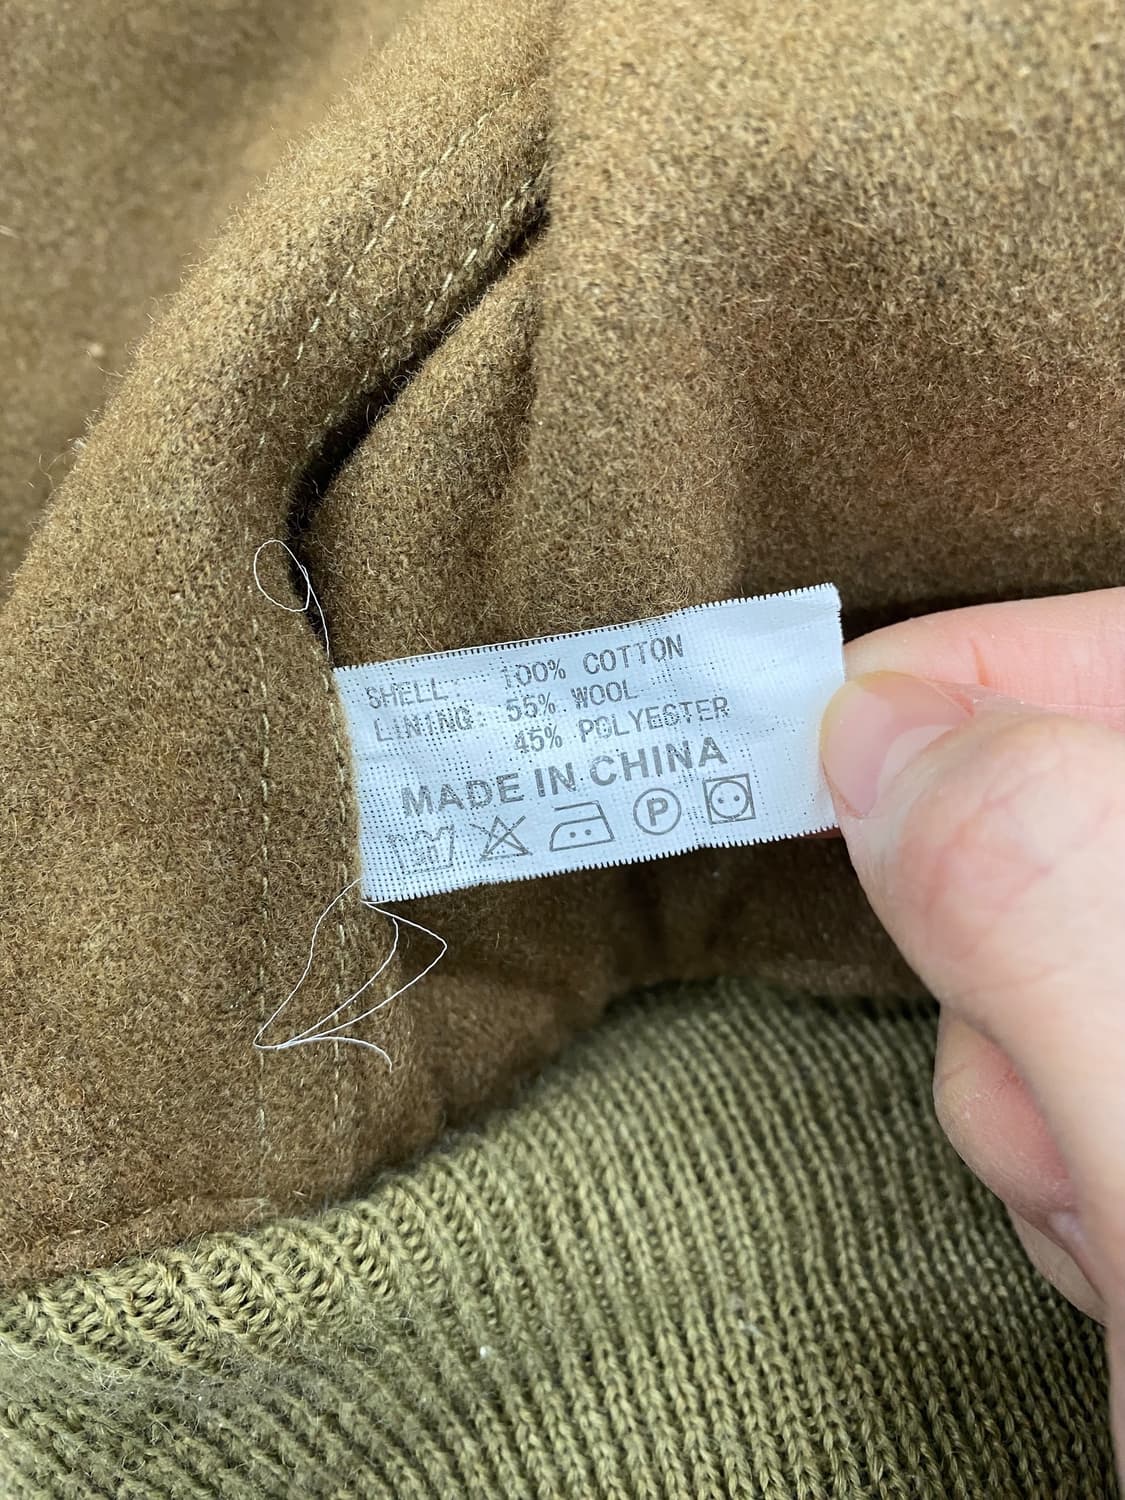 SHELL: 100% COTTON
LINING: 55% WOOL
45% POLYESTER
MADE IN CHINA
P